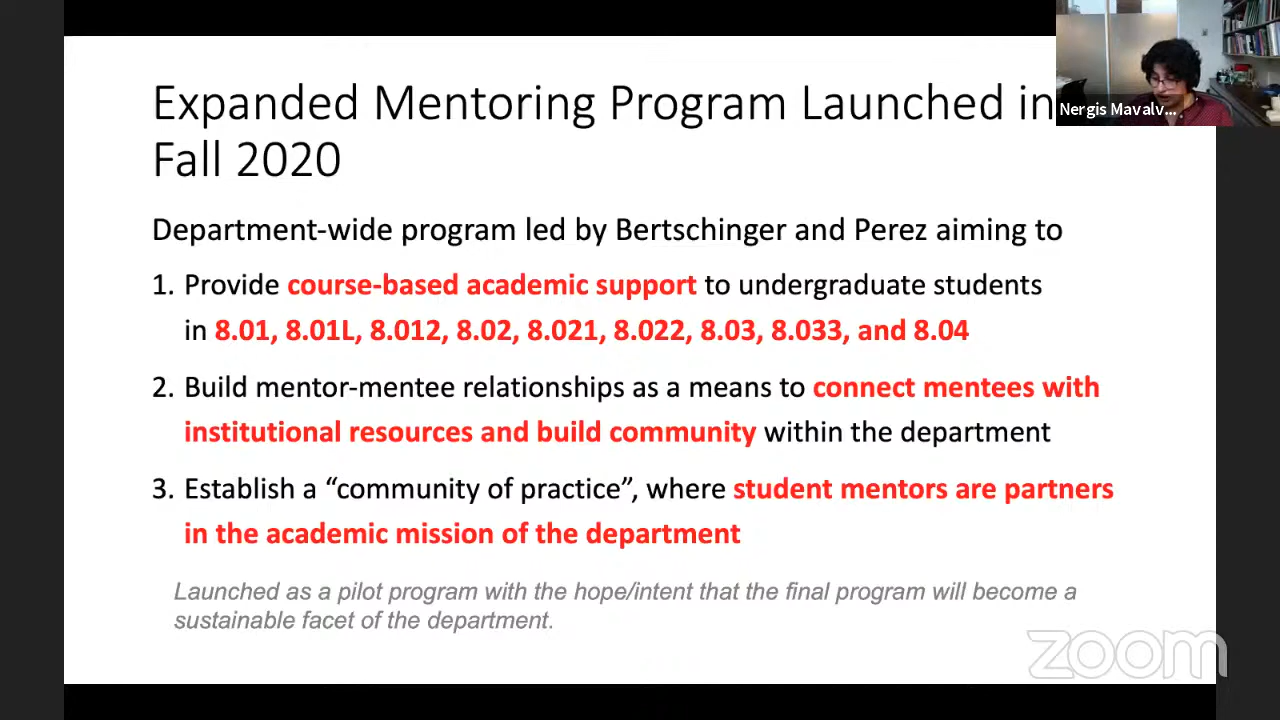 Expanded Mentoring Program Launched in
Fall 2020
Nergis Mavalv...
Department-wide program led by Bertschinger and Perez aiming to
1. Provide course-based academic support to undergraduate students
in 8.01, 8.01L, 8.012, 8.02, 8.021, 8.022, 8.03, 8.033, and 8.04
2. Build mentor-mentee relationships as a means to connect mentees with
institutional resources and build community within the department
3. Establish a “community of practice”, where student mentors are partners
in the academic mission of the department
Launched as a pilot program with the hope/intent that the final program will become a
sustainable facet of the department.
zoom